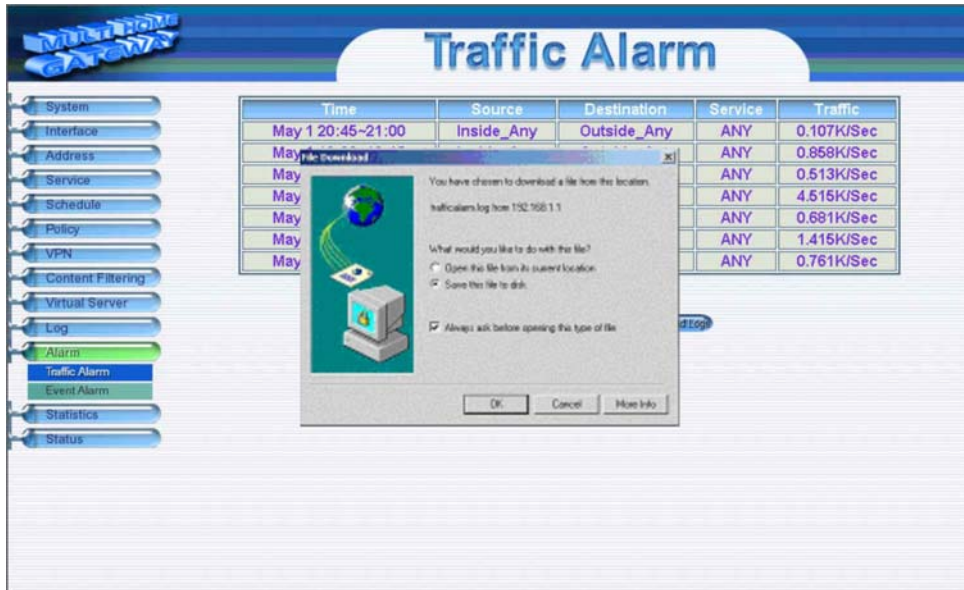 MULTI HOME
GATEWAY
Traffic Alarm
System
Interface
Address
Service
Schedule
Policy
VPN
Content Filtering
Virtual Server
Log
Alarm
Traffic Alarm
Event Alarm
Statistics
Status
Time Source Destination Service Traffic
May 1 20:45~21:00 Inside_Any Outside_Any ANY 0.107K/Sec
May ANY 0.858K/Sec
May ANY 0.513K/Sec
May ANY 4.515K/Sec
May ANY 0.681K/Sec
May ANY 1.415K/Sec
May ANY 0.761K/Sec
File Download
You have chosen to download a file from this location.
trafficalarm.log from 192.168.1.1
What would you like to do with this file?
Open this file from its current location
Save this file to disk
Always ask before opening this type of file
OK Cancel More Info